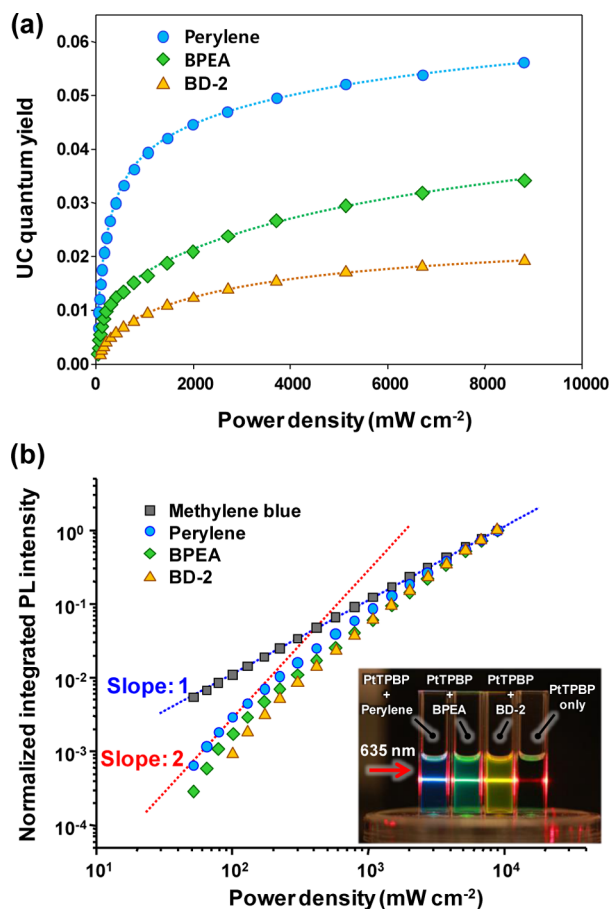 (a)
0.06
0.05
0.04
0.03
0.02
0.01
0.00
UC quantum yield
Perylene
BPEA
BD-2
0 2000 4000 6000 8000 10000
Power density (mW cm⁻²)
(b)
10⁰
10⁻¹
10⁻²
10⁻³
10⁻⁴
Normalized integrated PL intensity
Methylene blue
Perylene
BPEA
BD-2
Slope: 1
Slope: 2
PtTPBP + Perylene
PtTPBP + BPEA
PtTPBP + BD-2
PtTPBP only
635 nm
10¹ 10² 10³ 10⁴
Power density (mW cm⁻²)